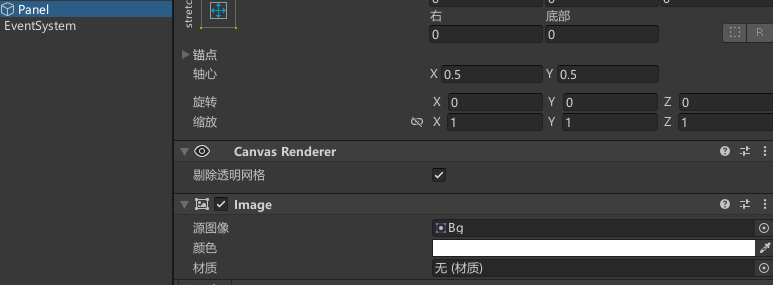 Panel
EventSystem
stretc
右 底部
0 0
R
锚点
轴心 X 0.5 Y 0.5
旋转 X 0 Y 0 Z 0
缩放 X 1 Y 1 Z 1
Canvas Renderer
剔除透明网格
Image
源图像 Bg
颜色
材质 无 (材质)